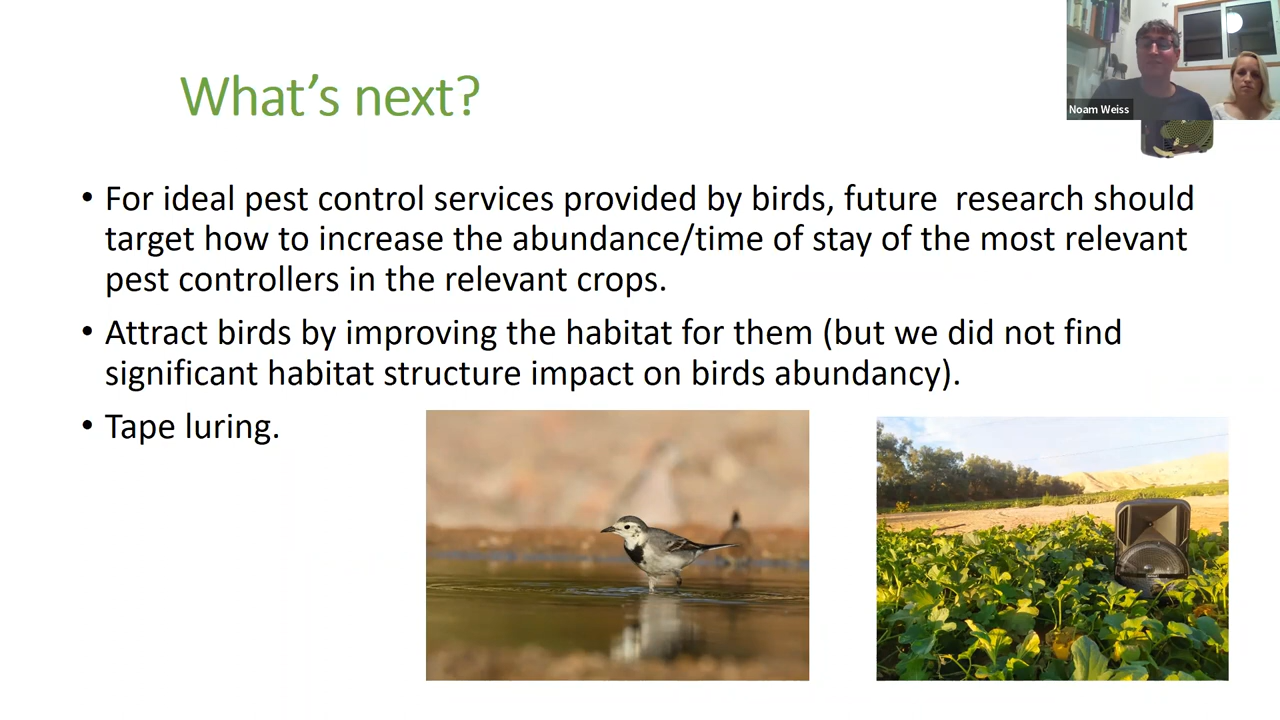 What's next?
Noam Weiss
• For ideal pest control services provided by birds, future  research should
target how to increase the abundance/time of stay of the most relevant
pest controllers in the relevant crops.
• Attract birds by improving the habitat for them (but we did not find
significant habitat structure impact on birds abundancy).
• Tape luring.